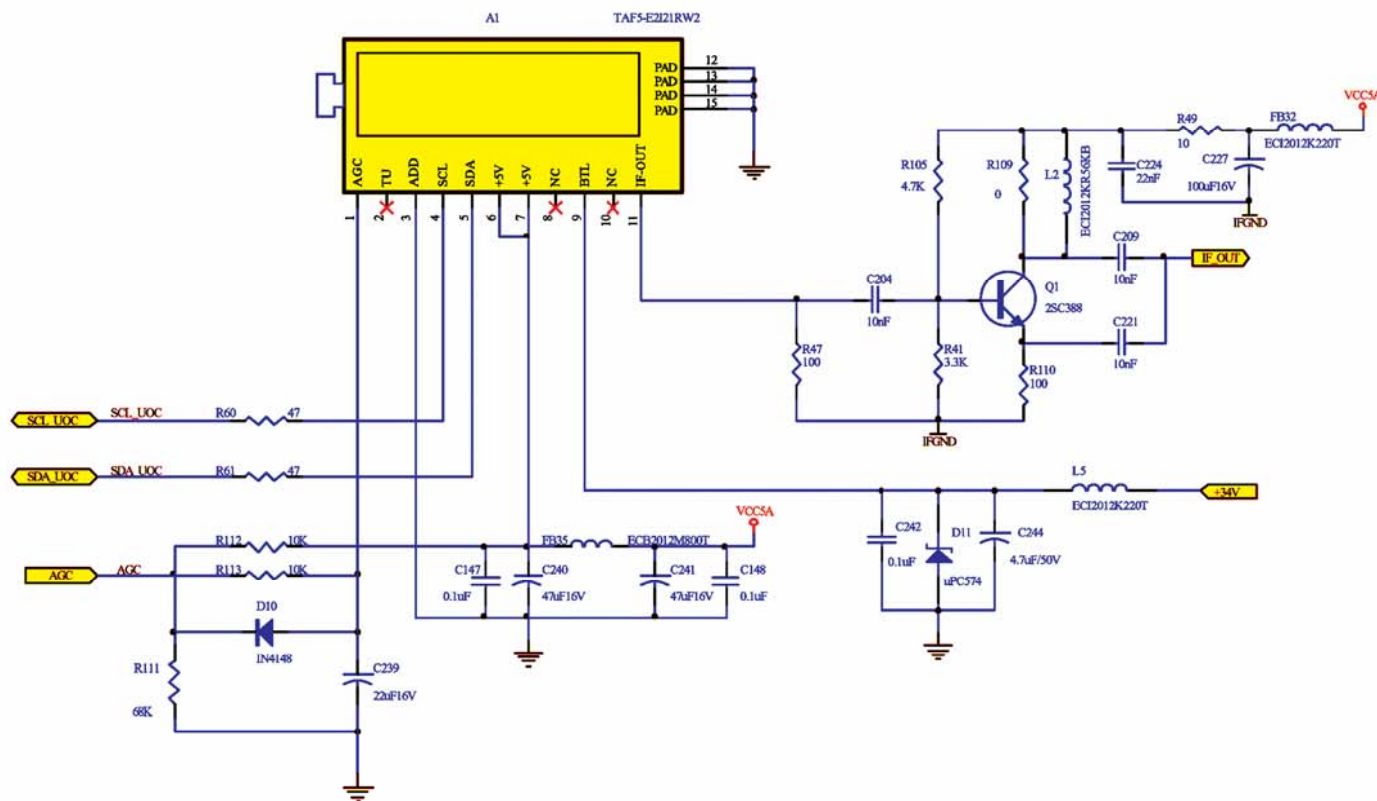 A1
TAF5-E2I21RW2
PAD 12
PAD 13
PAD 14
PAD 15
AGC
TU
ADD
SCL
SDA
+5V
+5V
NC
BTL
NC
IF-OUT
1
2
3
4
5
6
7
8
9
10
11
VCC5A
FB32
ECI2012K220T
R49
10
C227
100uF16V
IFGND
C224
22nF
R105
4.7K
R109
0
L2
ECI2012KR56KB
C209
10nF
IF_OUT
C204
10nF
Q1
2SC388
C221
10nF
R47
100
R41
3.3K
R110
100
IFGND
SCL_UOC
SCL_UOC
R60
47
SDA_UOC
SDA_UOC
R61
47
L5
ECI2012K220T
+34V
C242
0.1uF
D11
uPC574
C244
4.7uF/50V
VCC5A
R112
10K
FB35
ECB2012M800T
AGC
AGC
R113
10K
C147
0.1uF
C240
47uF16V
C241
47uF16V
C148
0.1uF
D10
IN4148
R111
68K
C239
22uF16V